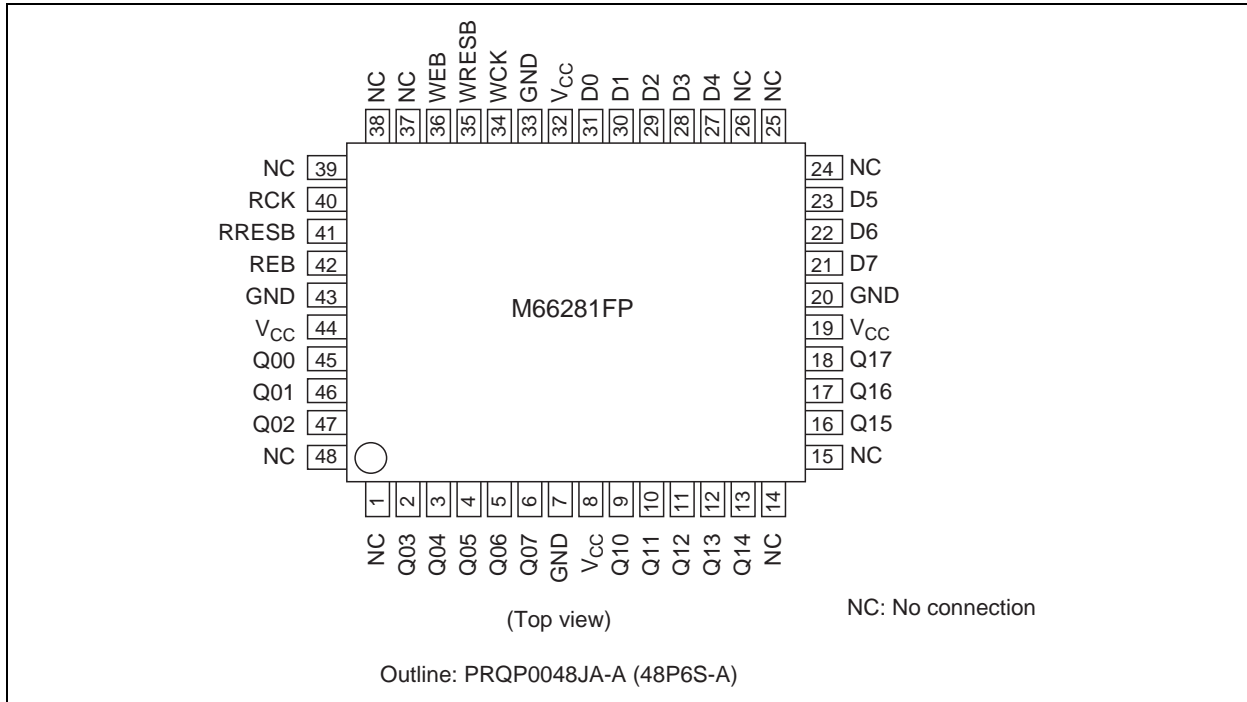 NC
NC
WEB
WRESB
WCK
GND
VCC
D0
D1
D2
D3
D4
NC
NC
38
37
36
35
34
33
32
31
30
29
28
27
26
25
NC 39
RCK 40
RRESB 41
REB 42
GND 43
VCC 44
Q00 45
Q01 46
Q02 47
NC 48
M66281FP
24 NC
23 D5
22 D6
21 D7
20 GND
19 VCC
18 Q17
17 Q16
16 Q15
15 NC
1
2
3
4
5
6
7
8
9
10
11
12
13
14
NC
Q03
Q04
Q05
Q06
Q07
GND
VCC
Q10
Q11
Q12
Q13
Q14
NC
(Top view)
NC: No connection
Outline: PRQP0048JA-A (48P6S-A)